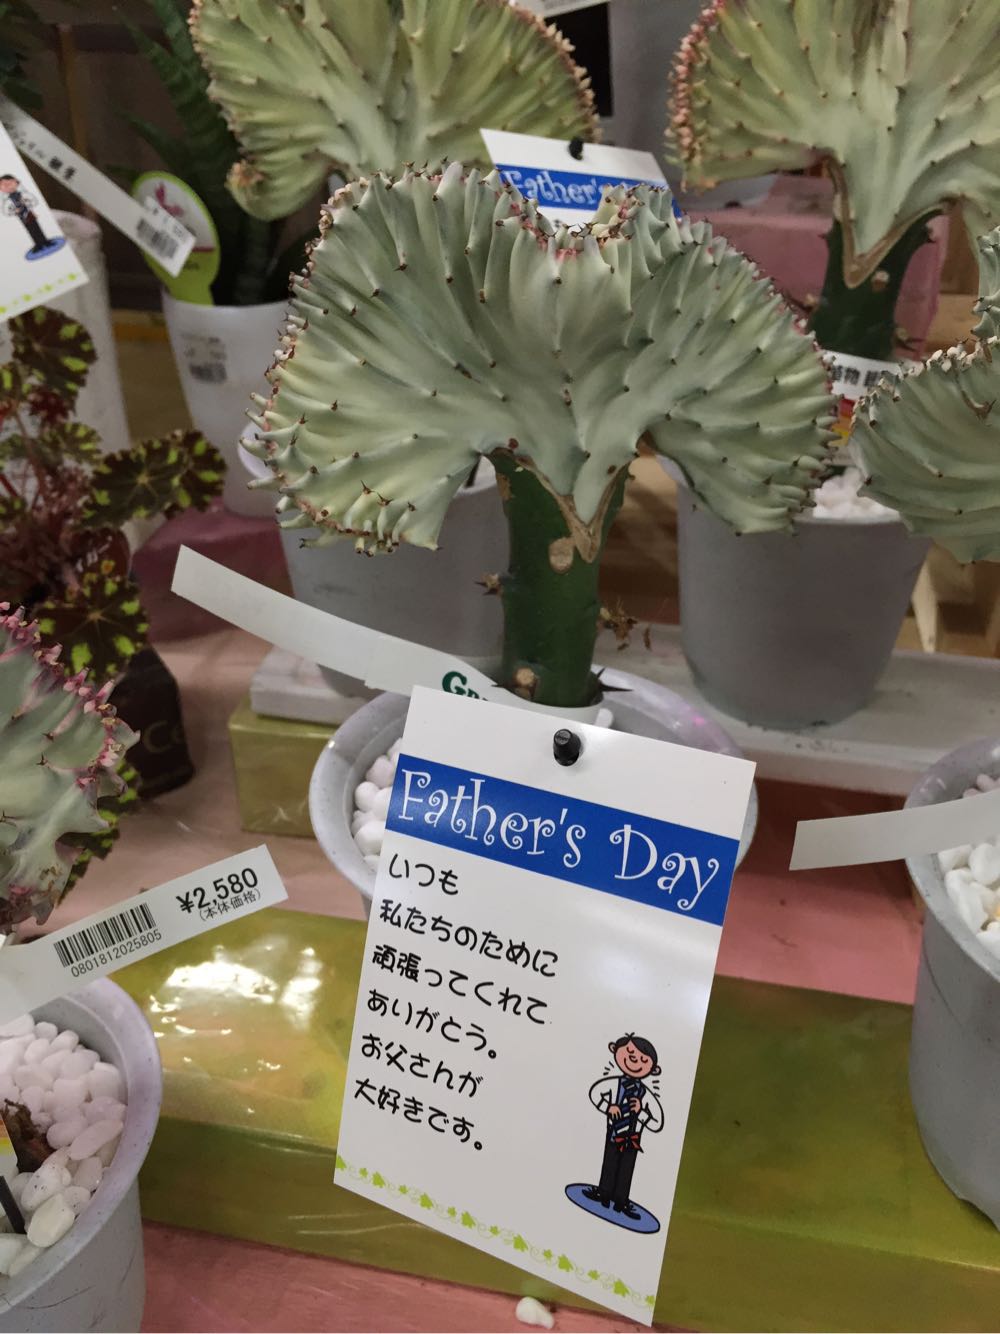 Father's
Father's Day
いつも
私たちのために
頑張ってくれて
ありがとう。
お父さんが
大好きです。
¥2,580
(本体価格)
0801812025805